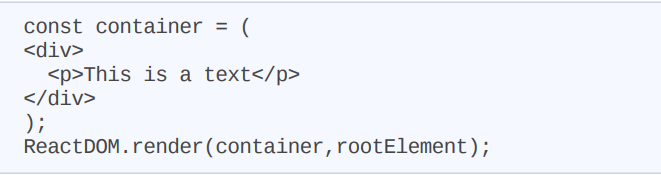 const container = (
<div>
  <p>This is a text</p>
</div>
);
ReactDOM.render(container,rootElement);